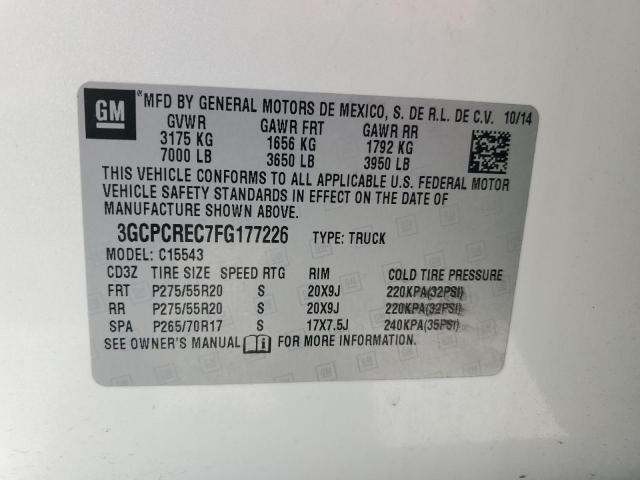 GM ® MFD BY GENERAL MOTORS DE MEXICO, S. DE R.L. DE C.V. 10/14
GVWR GAWR FRT GAWR RR
3175 KG 1656 KG 1792 KG
7000 LB 3650 LB 3950 LB
THIS VEHICLE CONFORMS TO ALL APPLICABLE U.S. FEDERAL MOTOR
VEHICLE SAFETY STANDARDS IN EFFECT ON THE DATE OF
MANUFACTURE SHOWN ABOVE.
3GCPCREC7FG177226 TYPE: TRUCK
MODEL: C15543
CD3Z TIRE SIZE SPEED RTG RIM COLD TIRE PRESSURE
FRT P275/55R20 S 20X9J 220KPA(32PSI)
RR P275/55R20 S 20X9J 220KPA(32PSI)
SPA P265/70R17 S 17X7.5J 240KPA(35PSI)
SEE OWNER'S MANUAL FOR MORE INFORMATION.